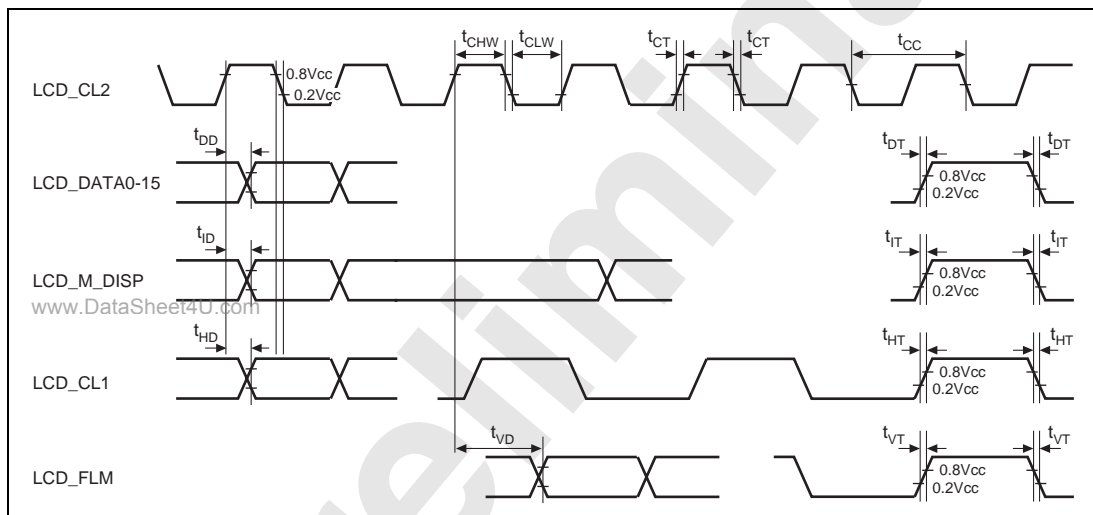 tCHW tCLW tCT tCT tCC
LCD_CL2
0.8Vcc
0.2Vcc
tDD
LCD_DATA0-15
tDT tDT
0.8Vcc
0.2Vcc
tID
LCD_M_DISP
tIT tIT
0.8Vcc
0.2Vcc
www.DataSheet4U.com
tHD
LCD_CL1
tHT tHT
0.8Vcc
0.2Vcc
tVD
LCD_FLM
tVT tVT
0.8Vcc
0.2Vcc